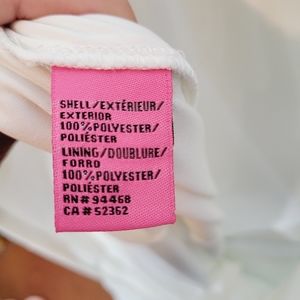 SHELL/EXTÉRIEUR/
EXTERIOR
100%POLYESTER/
POLIÉSTER
LINING/DOUBLURE/
FORRO
100%POLYESTER/
POLIÉSTER
RN# 94468
CA# 52362